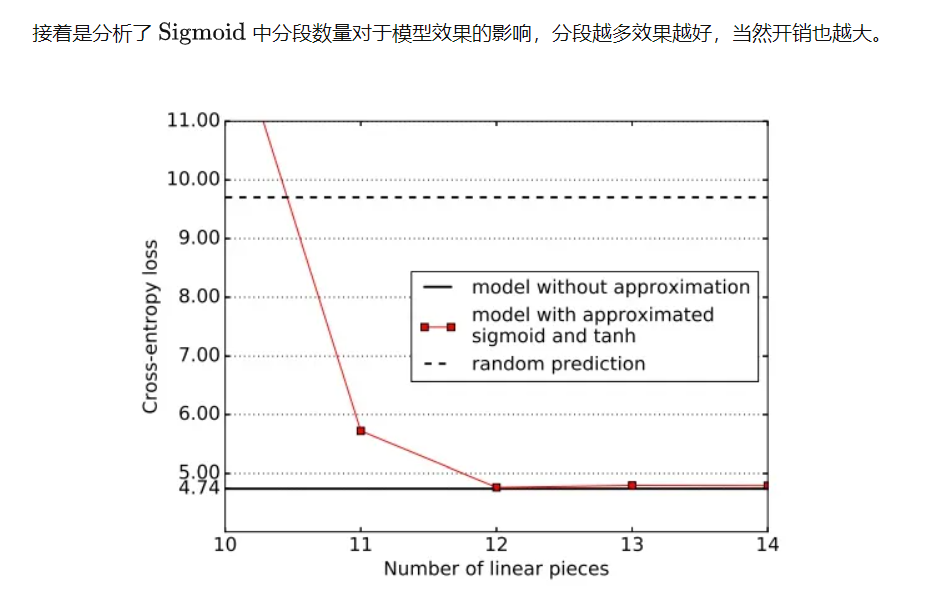 接着是分析了 Sigmoid 中分段数量对于模型效果的影响，分段越多效果越好，当然开销也越大。
11.00
10.00
9.00
8.00
7.00
6.00
5.00
4.74
Cross-entropy loss
model without approximation
model with approximated
sigmoid and tanh
random prediction
10 11 12 13 14
Number of linear pieces